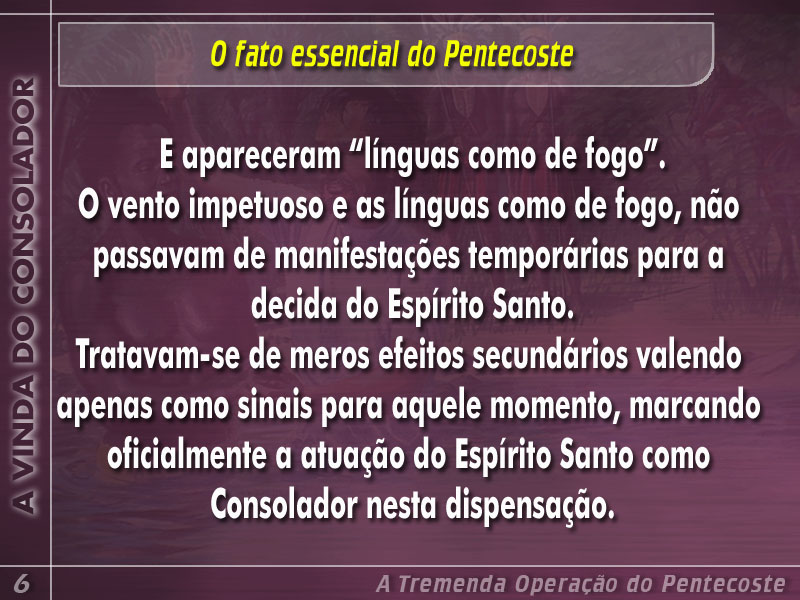 O fato essencial do Pentecoste
A VINDA DO CONSOLADOR
E apareceram “línguas como de fogo”.
O vento impetuoso e as línguas como de fogo, não
passavam de manifestações temporárias para a
decida do Espírito Santo.
Tratavam-se de meros efeitos secundários valendo
apenas como sinais para aquele momento, marcando
oficialmente a atuação do Espírito Santo como
Consolador nesta dispensação.
6
A Tremenda Operação do Pentecoste